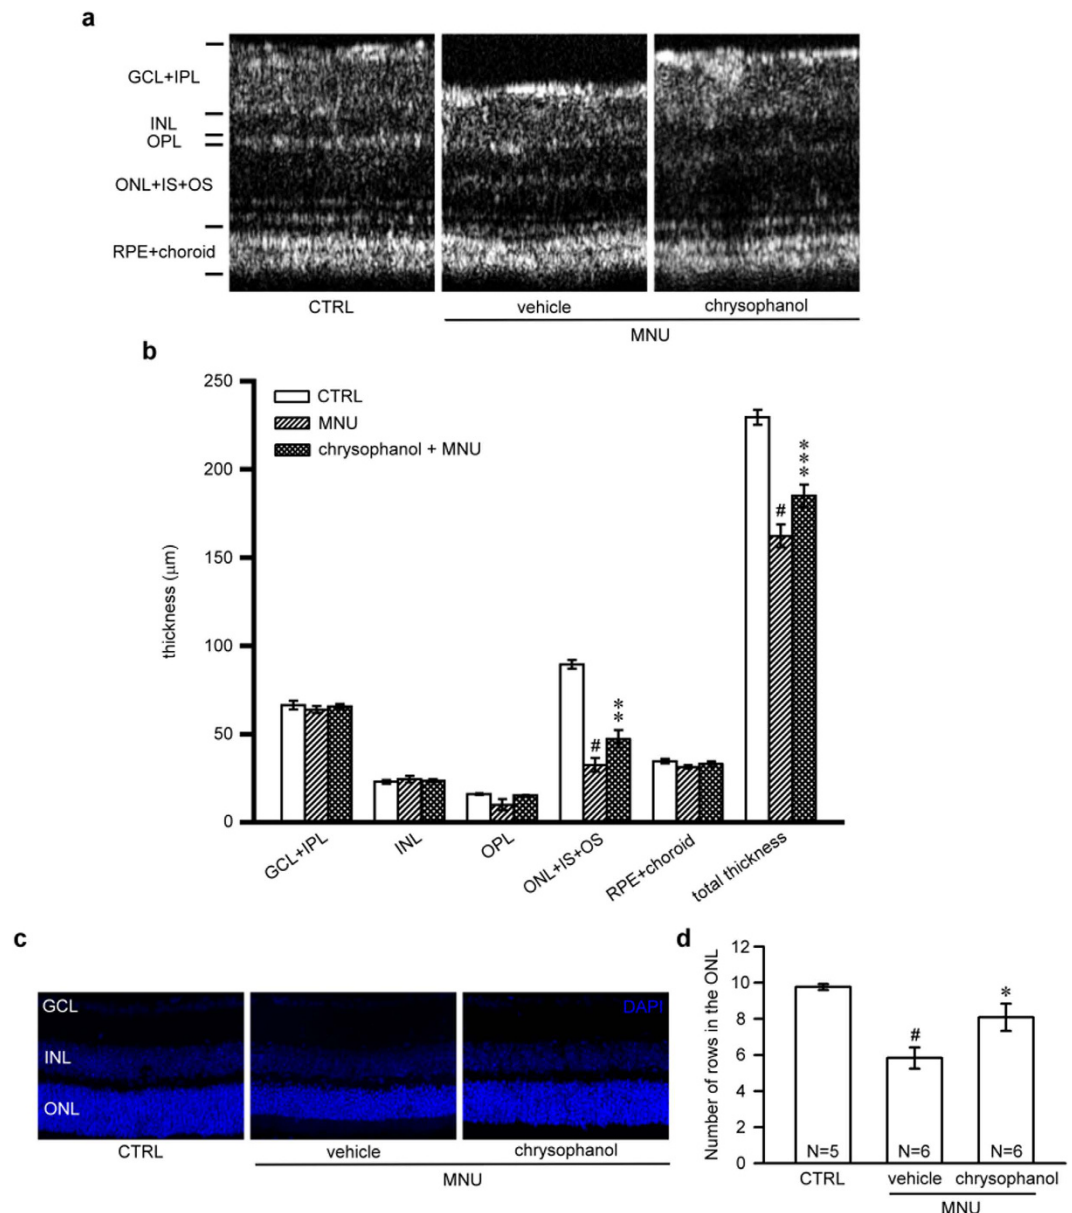 a
GCL+IPL
INL
OPL
ONL+IS+OS
RPE+choroid
CTRL
vehicle
chrysophanol
MNU
b
250
200
150
100
50
0
thickness (μm)
CTRL
MNU
chrysophanol + MNU
#
**
#
***
GCL+IPL
INL
OPL
ONL+IS+OS
RPE+choroid
total thickness
c
GCL
INL
ONL
DAPI
CTRL
vehicle
chrysophanol
MNU
d
12
10
8
6
4
2
0
Number of rows in the ONL
#
*
N=5
N=6
N=6
CTRL
vehicle
chrysophanol
MNU